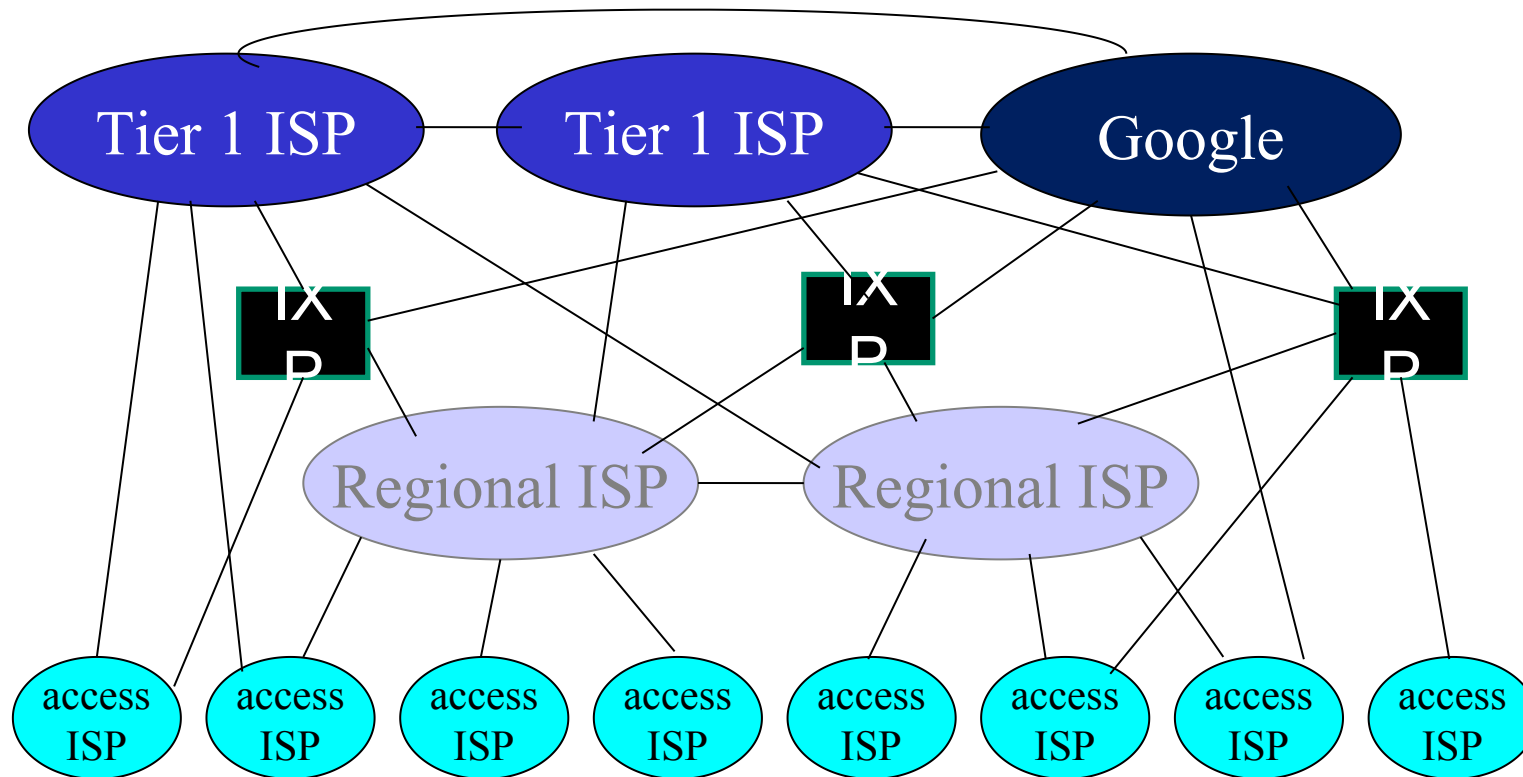 Tier 1 ISP
Tier 1 ISP
Google
IX
P
IX
P
IX
P
Regional ISP
Regional ISP
access
ISP
access
ISP
access
ISP
access
ISP
access
ISP
access
ISP
access
ISP
access
ISP